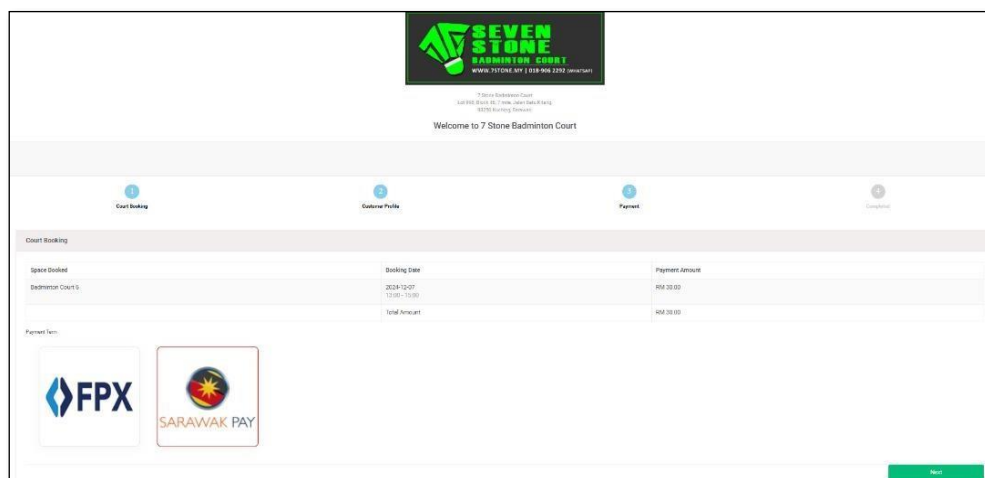 SEVEN
STONE
BADMINTON COURT
WWW.7STONE.MY | 018-906 2292 (WHATSAPP)
7 Stone Badminton Court
Welcome to 7 Stone Badminton Court
1
2
3
4
Court Booking
Customer Profile
Payment
Completed
Court Booking
Space Booked
Booking Date
Payment Amount
Badminton Court 6
2024-12-07
RM 30.00
Total Amount
RM 30.00
Payment Term
FPX
SARAWAK PAY
Next